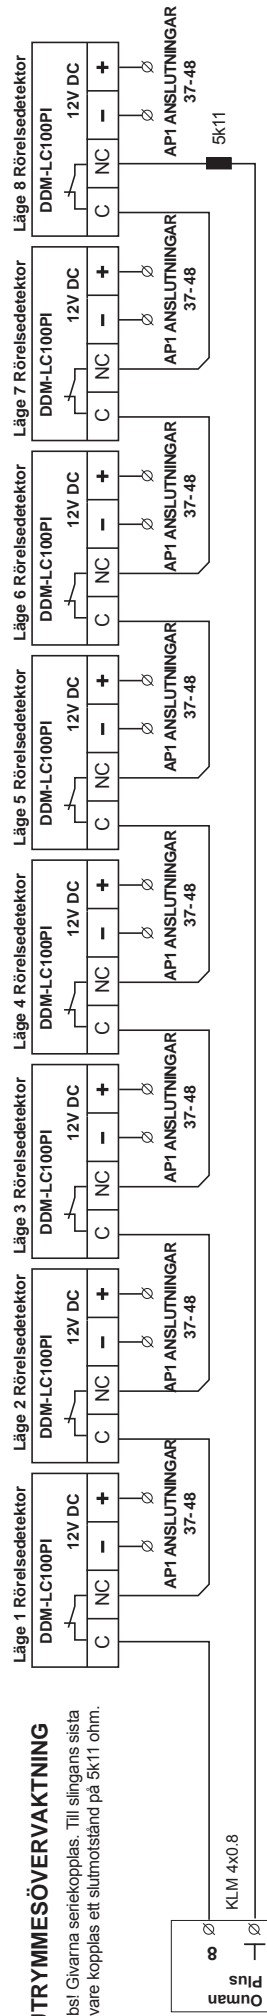 UTRYMMESÖVERVAKTNING
bs! Givarna seriekopplas. Till slingans sista
vare kopplas ett slutmotstånd på 5k11 ohm.
Läge 1 Rörelsedetektor
DDM-LC100PI
12V DC
C NC − +
AP1 ANSLUTNINGAR
37-48
Läge 2 Rörelsedetektor
DDM-LC100PI
12V DC
C NC − +
AP1 ANSLUTNINGAR
37-48
Läge 3 Rörelsedetektor
DDM-LC100PI
12V DC
C NC − +
AP1 ANSLUTNINGAR
37-48
Läge 4 Rörelsedetektor
DDM-LC100PI
12V DC
C NC − +
AP1 ANSLUTNINGAR
37-48
Läge 5 Rörelsedetektor
DDM-LC100PI
12V DC
C NC − +
AP1 ANSLUTNINGAR
37-48
Läge 6 Rörelsedetektor
DDM-LC100PI
12V DC
C NC − +
AP1 ANSLUTNINGAR
37-48
Läge 7 Rörelsedetektor
DDM-LC100PI
12V DC
C NC − +
AP1 ANSLUTNINGAR
37-48
Läge 8 Rörelsedetektor
DDM-LC100PI
12V DC
C NC − +
AP1 ANSLUTNINGAR
37-48
5k11
KLM 4x0.8
8
Ouman
Plus